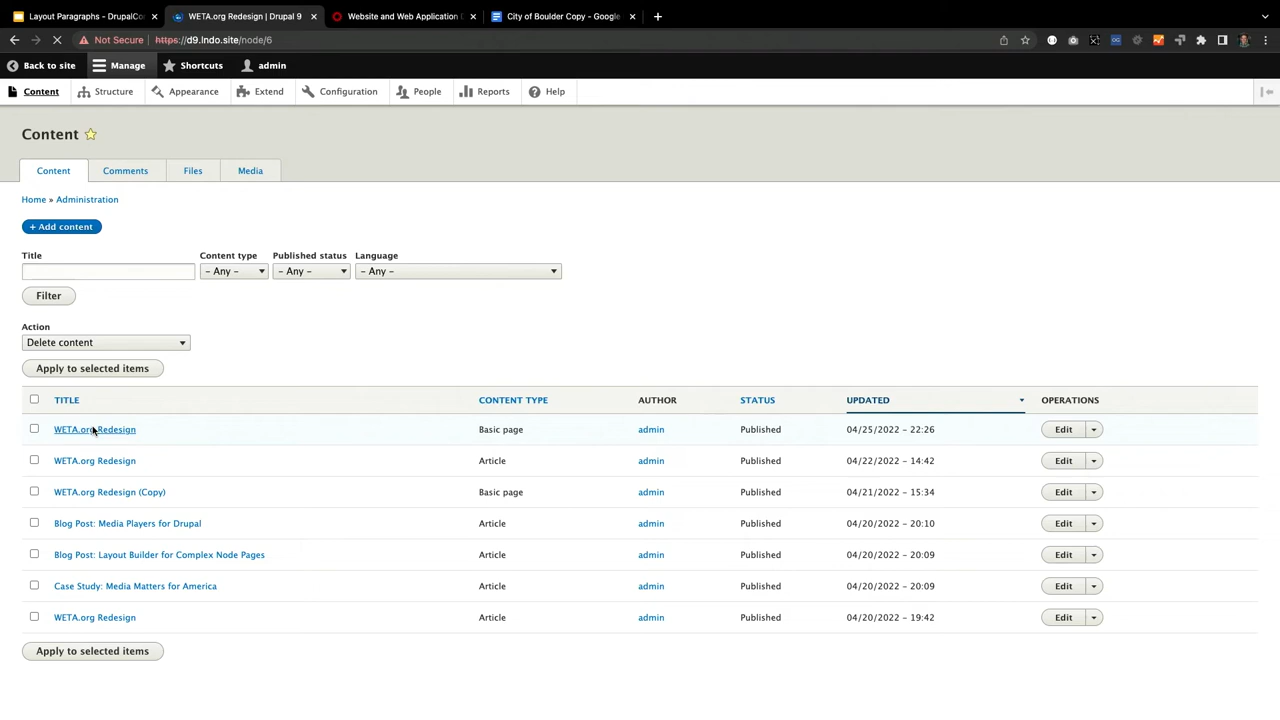 Layout Paragraphs - DrupalCo
WETA.org Redesign | Drupal 9
Website and Web Application
City of Boulder Copy - Google
Not Secure https://d9.lndo.site/node/6
Back to site Manage Shortcuts admin
Content Structure Appearance Extend Configuration People Reports Help
Content
Content Comments Files Media
Home » Administration
+ Add content
Title Content type Published status Language
- Any - - Any - - Any -
Filter
Action
Delete content
Apply to selected items
TITLE CONTENT TYPE AUTHOR STATUS UPDATED OPERATIONS
WETA.org Redesign Basic page admin Published 04/25/2022 - 22:26 Edit
WETA.org Redesign Article admin Published 04/22/2022 - 14:42 Edit
WETA.org Redesign (Copy) Basic page admin Published 04/21/2022 - 15:34 Edit
Blog Post: Media Players for Drupal Article admin Published 04/20/2022 - 20:10 Edit
Blog Post: Layout Builder for Complex Node Pages Article admin Published 04/20/2022 - 20:09 Edit
Case Study: Media Matters for America Article admin Published 04/20/2022 - 20:09 Edit
WETA.org Redesign Article admin Published 04/20/2022 - 19:42 Edit
Apply to selected items